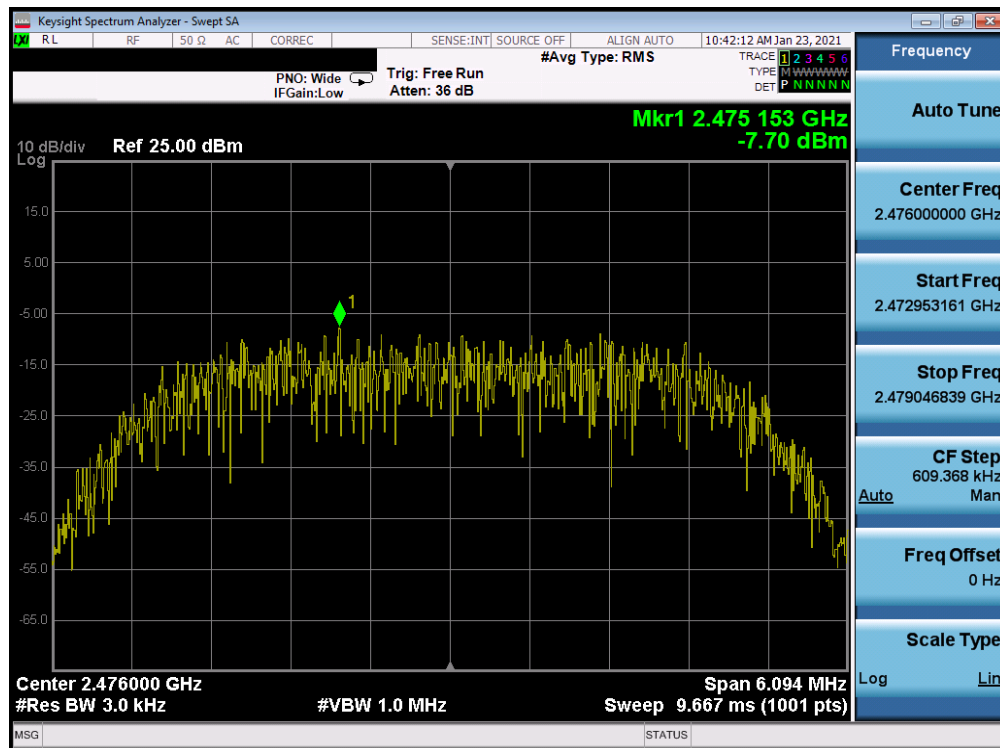 Keysight Spectrum Analyzer - Swept SA
LXI RL RF 50 Ω AC CORREC SENSE:INT SOURCE OFF ALIGN AUTO 10:42:12 AM Jan 23, 2021
#Avg Type: RMS
TRACE 1 2 3 4 5 6
PNO: Wide Trig: Free Run TYPE M W W W W W
IFGain:Low Atten: 36 dB DET P N N N N N
Mkr1 2.475 153 GHz
-7.70 dBm
10 dB/div Ref 25.00 dBm
Log
1
15.0
5.00
-5.00
-15.0
-25.0
-35.0
-45.0
-55.0
-65.0
Center 2.476000 GHz Span 6.094 MHz
#Res BW 3.0 kHz #VBW 1.0 MHz Sweep 9.667 ms (1001 pts)
MSG STATUS
Frequency
Auto Tune
Center Freq
2.476000000 GHz
Start Freq
2.472953161 GHz
Stop Freq
2.479046839 GHz
CF Step
609.368 kHz
Auto Man
Freq Offset
0 Hz
Scale Type
Log Lin